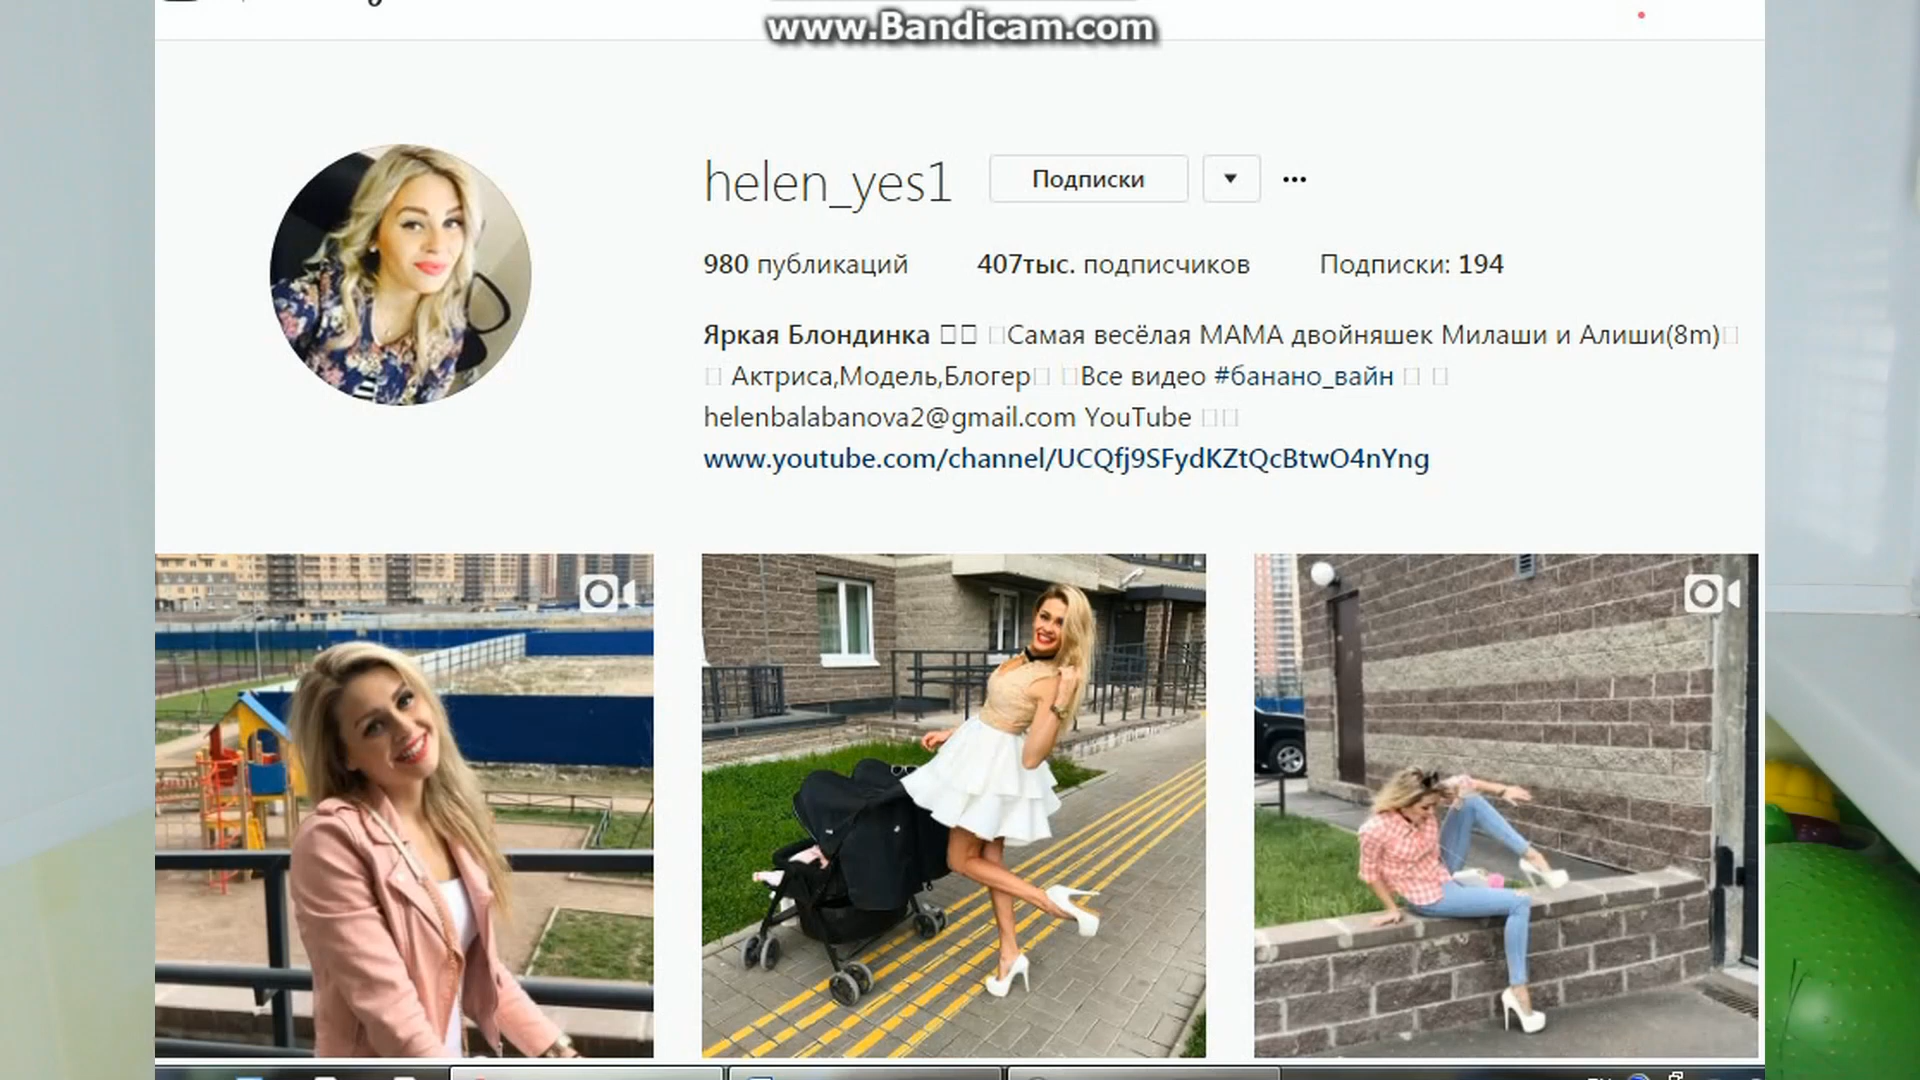 www.Bandicam.com
helen_yes1 Подписки
980 публикаций 407тыс. подписчиков Подписки: 194
Яркая Блондинка Самая весёлая МАМА двойняшек Милаши и Алиши(8m)
Актриса,Модель,Блогер Все видео #банано_вайн
helenbalabanova2@gmail.com YouTube
www.youtube.com/channel/UCQfj9SFydKZtQcBtwO4nYng